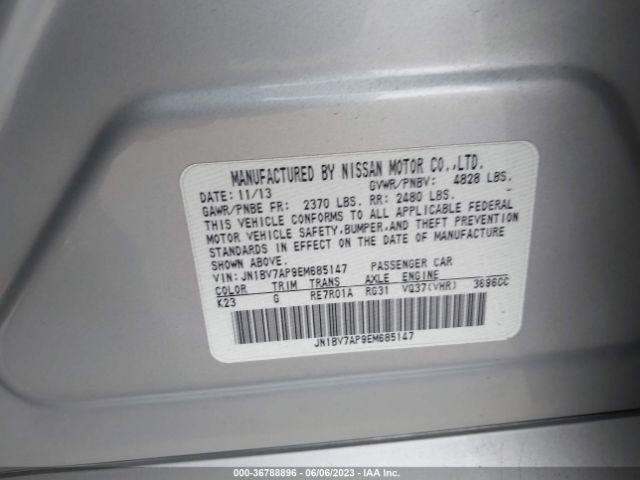 MANUFACTURED BY NISSAN MOTOR CO.,LTD.
DATE: 11/13 GVWR/PNBV: 4828 LBS.
GAWR/PNBE FR: 2370 LBS. RR: 2480 LBS.
THIS VEHICLE CONFORMS TO ALL APPLICABLE FEDERAL
MOTOR VEHICLE SAFETY,BUMPER,AND THEFT PREVENTION
STANDARDS IN EFFECT ON THE DATE OF MANUFACTURE
SHOWN ABOVE.
VIN: JN1BV7AP9EM685147 PASSENGER CAR
COLOR TRIM TRANS AXLE ENGINE
K23 G RE7R01A RG31 VQ37(VHR) 3696CC
JN1BV7AP9EM685147
000-36788896 - 06/06/2023 - IAA Inc.